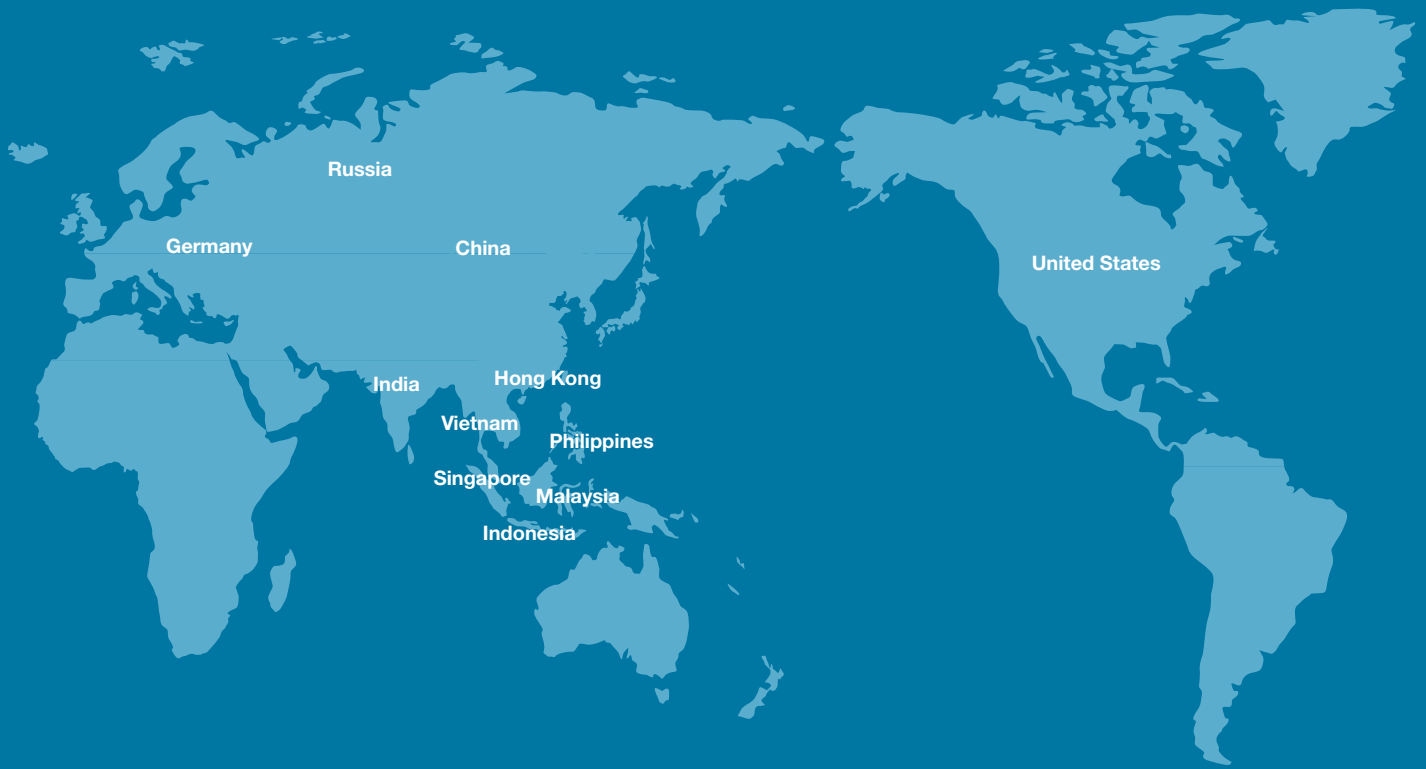 Russia
Germany
China
United States
Hong Kong
India
Vietnam
Philippines
Singapore
Malaysia
Indonesia